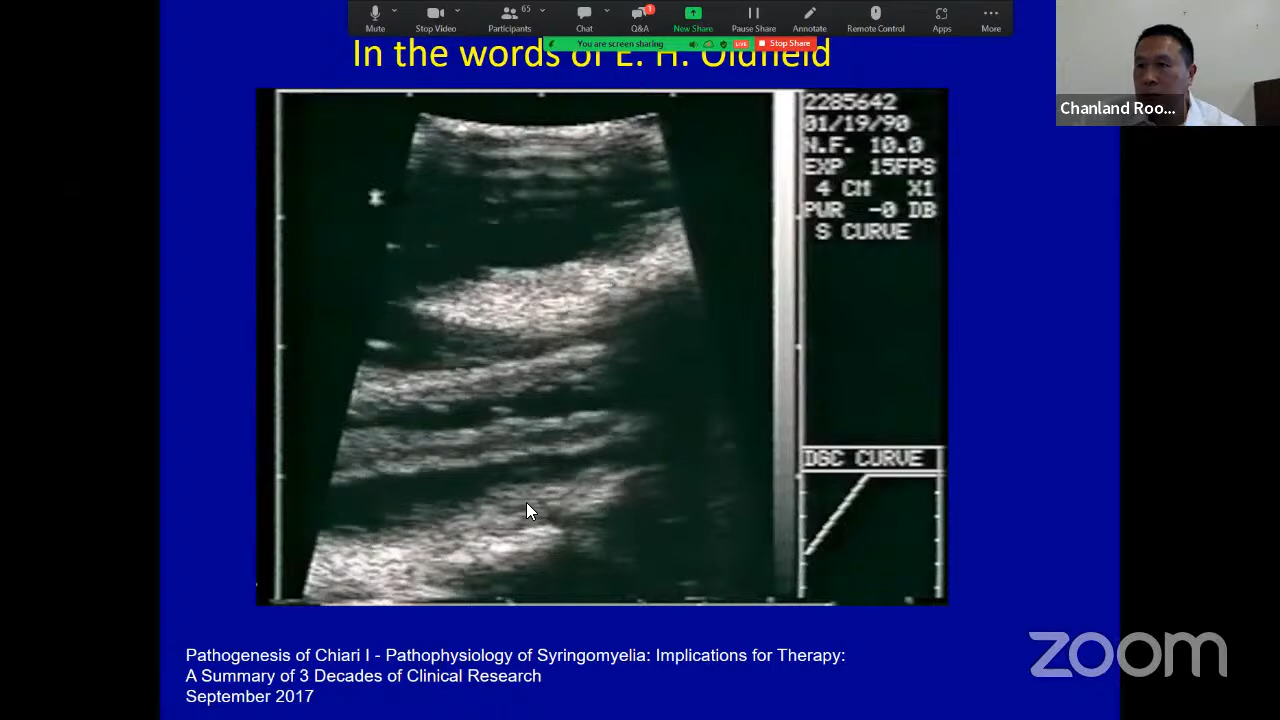 65
1
Mute
Stop Video
Participants
Chat
Q&A
New Share
Pause Share
Annotate
Remote Control
Apps
More
You are screen sharing
LIVE
Stop Share
In the words of E. H. Oldfield
Chanland Roo...
2285642
01/19/90
N.F. 10.0
EXP 15FPS
4 CM X1
PWR -0 DB
S CURVE
DGC CURVE
Pathogenesis of Chiari I - Pathophysiology of Syringomyelia: Implications for Therapy:
A Summary of 3 Decades of Clinical Research
September 2017
zoom